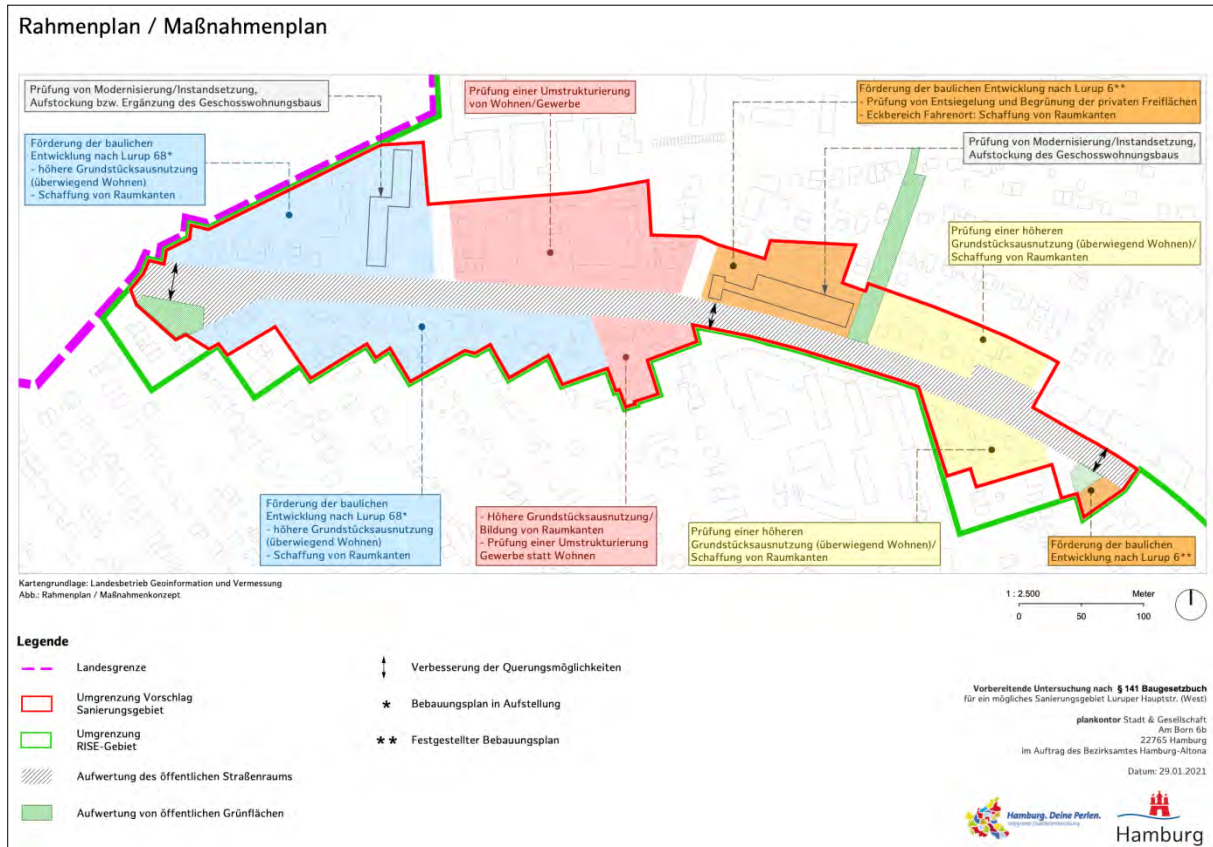 Rahmenplan / Maßnahmenplan
Prüfung von Modernisierung/Instandsetzung,
Aufstockung bzw. Ergänzung des Geschosswohnungsbaus
Prüfung einer Umstrukturierung
von Wohnen/Gewerbe
Förderung der baulichen Entwicklung nach Lurup 6**
- Prüfung von Entsiegelung und Begrünung der privaten Freiflächen
- Eckbereich Fahrenort: Schaffung von Raumkanten
Förderung der baulichen
Entwicklung nach Lurup 68*
- höhere Grundstücksausnutzung
(überwiegend Wohnen)
- Schaffung von Raumkanten
Prüfung von Modernisierung/Instandsetzung,
Aufstockung des Geschosswohnungsbaus
Prüfung einer höheren
Grundstücksausnutzung (überwiegend Wohnen)/
Schaffung von Raumkanten
Förderung der baulichen
Entwicklung nach Lurup 68*
- höhere Grundstücksausnutzung
(überwiegend Wohnen)
- Schaffung von Raumkanten
- Höhere Grundstücksausnutzung/
Bildung von Raumkanten
- Prüfung einer Umstrukturierung
Gewerbe statt Wohnen
Prüfung einer höheren
Grundstücksausnutzung (überwiegend Wohnen)/
Schaffung von Raumkanten
Förderung der baulichen
Entwicklung nach Lurup 6**
Kartengrundlage: Landesbetrieb Geoinformation und Vermessung
Abb.: Rahmenplan / Maßnahmenkonzept
1 : 2.500 Meter
0 50 100
Legende
Landesgrenze
Umgrenzung Vorschlag
Sanierungsgebiet
Umgrenzung
RISE-Gebiet
Aufwertung des öffentlichen Straßenraums
Aufwertung von öffentlichen Grünflächen
Verbesserung der Querungsmöglichkeiten
* Bebauungsplan in Aufstellung
** Festgestellter Bebauungsplan
Vorbereitende Untersuchung nach § 141 Baugesetzbuch
für ein mögliches Sanierungsgebiet Luruper Hauptstr. (West)
plankontor Stadt & Gesellschaft
Am Born 6b
22765 Hamburg
im Auftrag des Bezirksamtes Hamburg-Altona
Datum: 29.01.2021
Hamburg. Deine Perlen.
Hamburg